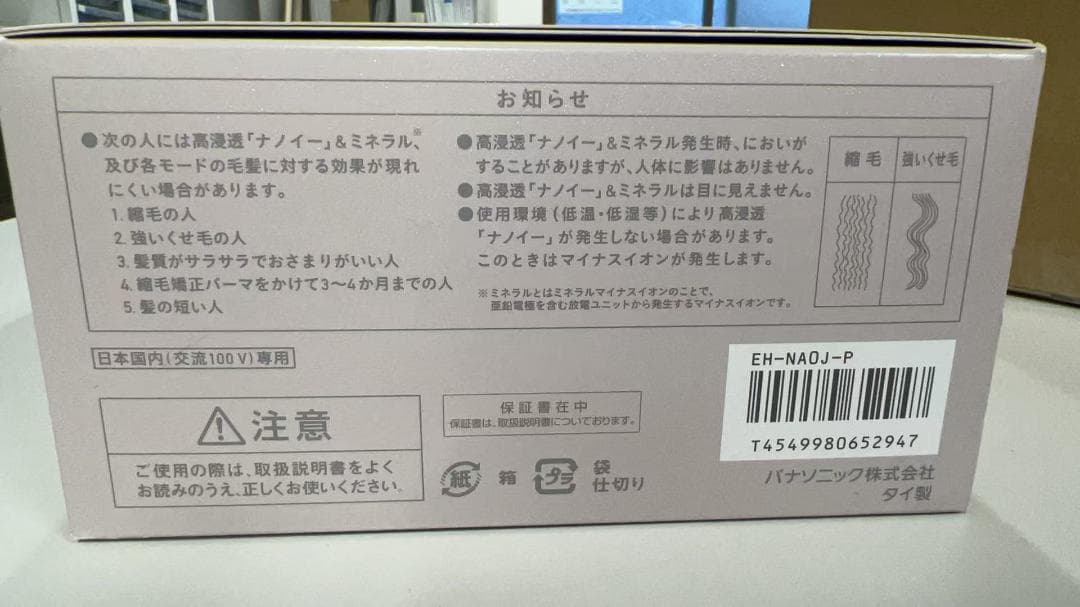 お知らせ
●次の人には高浸透「ナノイー」&ミネラル、※
及び各モードの毛髪に対する効果が現れ
にくい場合があります。
1. 縮毛の人
2. 強いくせ毛の人
3. 髪質がサラサラでおさまりがいい人
4. 縮毛矯正パーマをかけて3〜4か月までの人
5. 髪の短い人
●高浸透「ナノイー」&ミネラル発生時、においが
することがありますが、人体に影響はありません。
●高浸透「ナノイー」&ミネラルは目に見えません。
●使用環境(低温・低湿等)により高浸透
「ナノイー」が発生しない場合があります。
このときはマイナスイオンが発生します。
※ミネラルとはミネラルマイナスイオンのことで、
亜鉛電極を含む放電ユニットから発生するマイナスイオンです。
縮毛
強いくせ毛
日本国内(交流100V)専用
注意
ご使用の際は、取扱説明書をよく
お読みのうえ、正しくお使いください。
保証書在中
保証書は、取扱説明書についております。
紙
箱
プラ
袋
仕切り
EH-NA0J-P
T4549980652947
パナソニック株式会社
タイ製